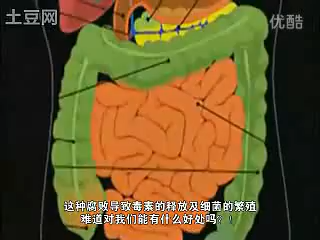 土豆网
优酷
这种腐败导致毒素的释放及细菌的繁殖
难道对我们能有什么好处吗？！